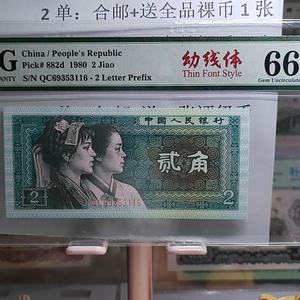 2 单：合邮+送全品裸币 1 张
G
China / People's Republic
Pick# 882d 1980 2 Jiao
S/N QC69353116 - 2 Letter Prefix
幼线体
Thin Font Style
66
Gem Uncirculated
中国人民银行
贰角
2
2